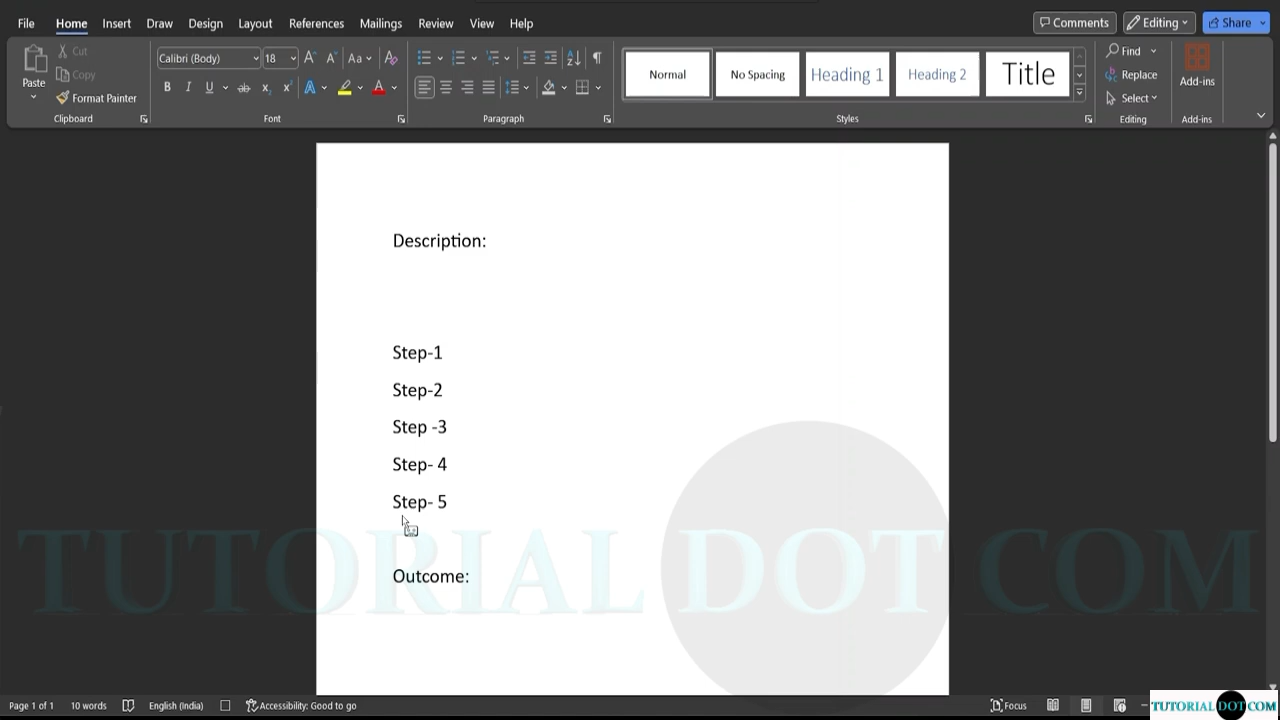 File Home Insert Draw Design Layout References Mailings Review View Help Comments Editing Share
Paste Cut Copy Format Painter Clipboard
Calibri (Body) 18 Font
Paragraph
Normal No Spacing Heading 1 Heading 2 Title Styles
Find Replace Select Editing
Add-ins Add-ins
Description:
Step-1
Step-2
Step -3
Step- 4
Step- 5
Outcome:
TUTORIAL DOT COM
Page 1 of 1 10 words English (India) Accessibility: Good to go Focus
TUTORIAL DOT COM